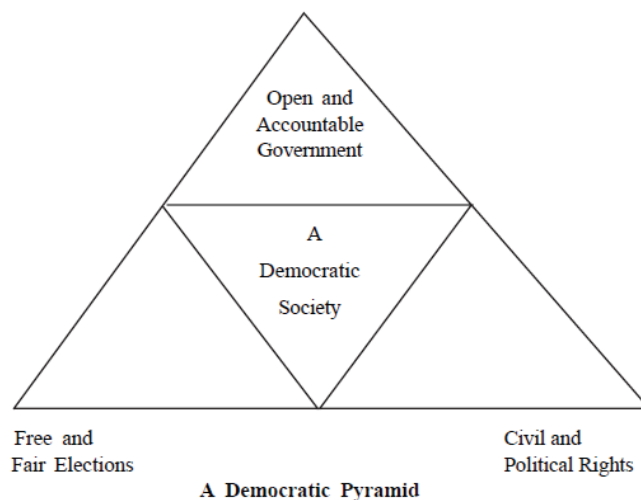 Open and
Accountable
Government
A
Democratic
Society
Free and
Fair Elections
Civil and
Political Rights
A Democratic Pyramid